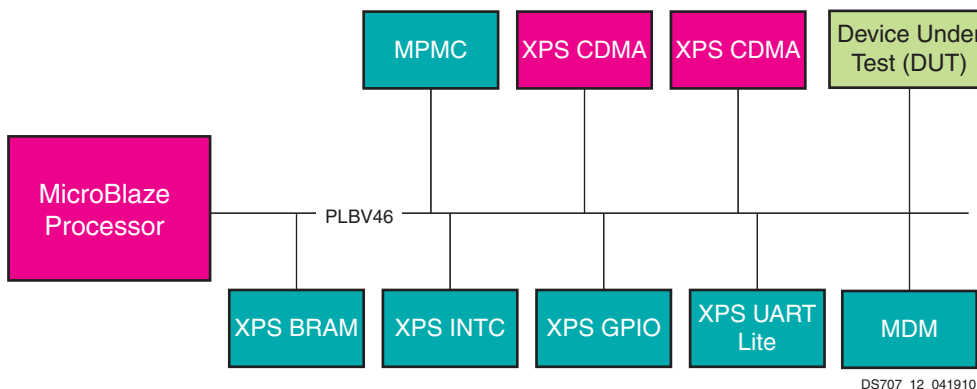 MPMC
XPS CDMA
XPS CDMA
Device Under
Test (DUT)
MicroBlaze
Processor
PLBV46
XPS BRAM
XPS INTC
XPS GPIO
XPS UART
Lite
MDM
DS707_12_041910